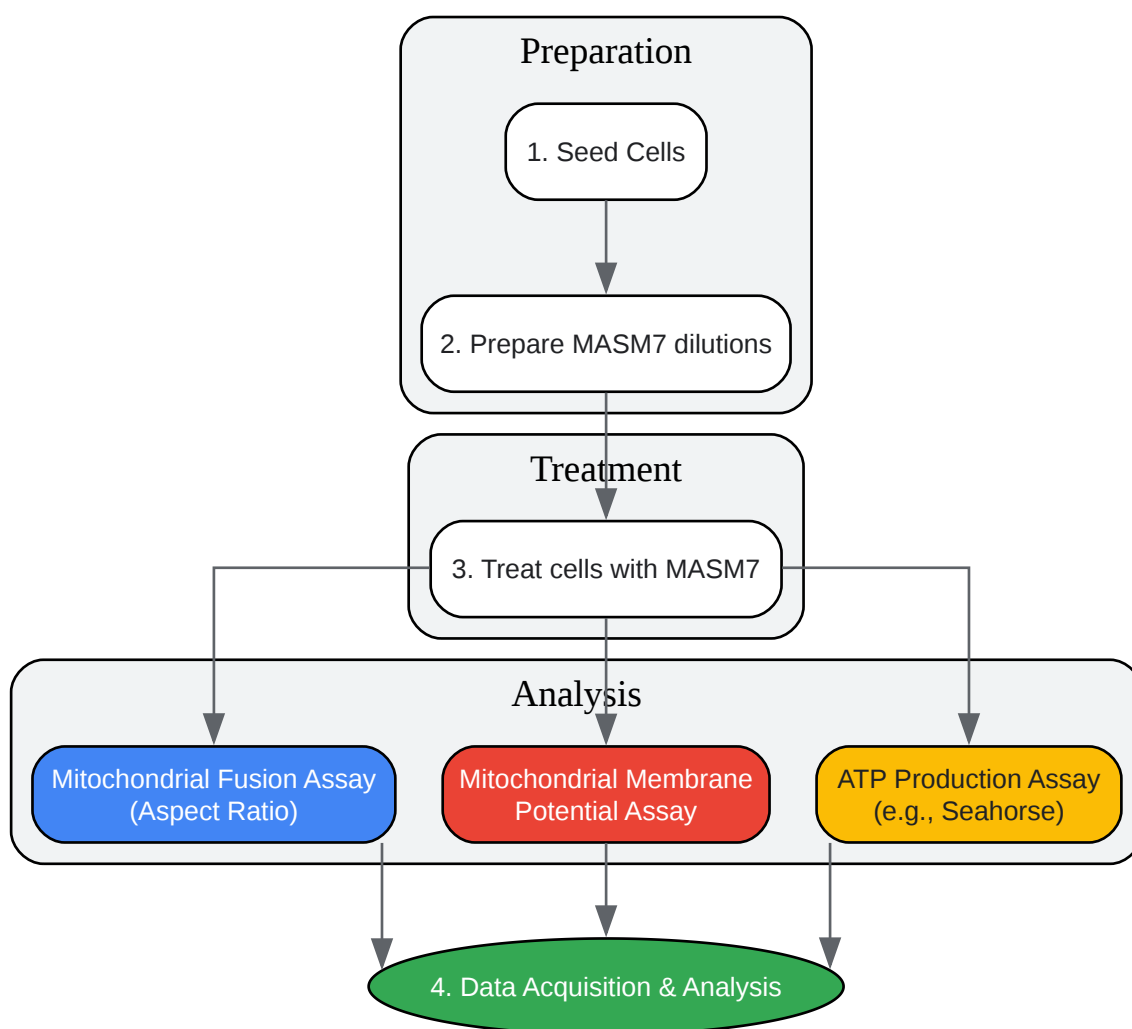 Preparation
1. Seed Cells
2. Prepare MASM7 dilutions
Treatment
3. Treat cells with MASM7
Analysis
Mitochondrial Fusion Assay
(Aspect Ratio)
Mitochondrial Membrane
Potential Assay
ATP Production Assay
(e.g., Seahorse)
4. Data Acquisition & Analysis